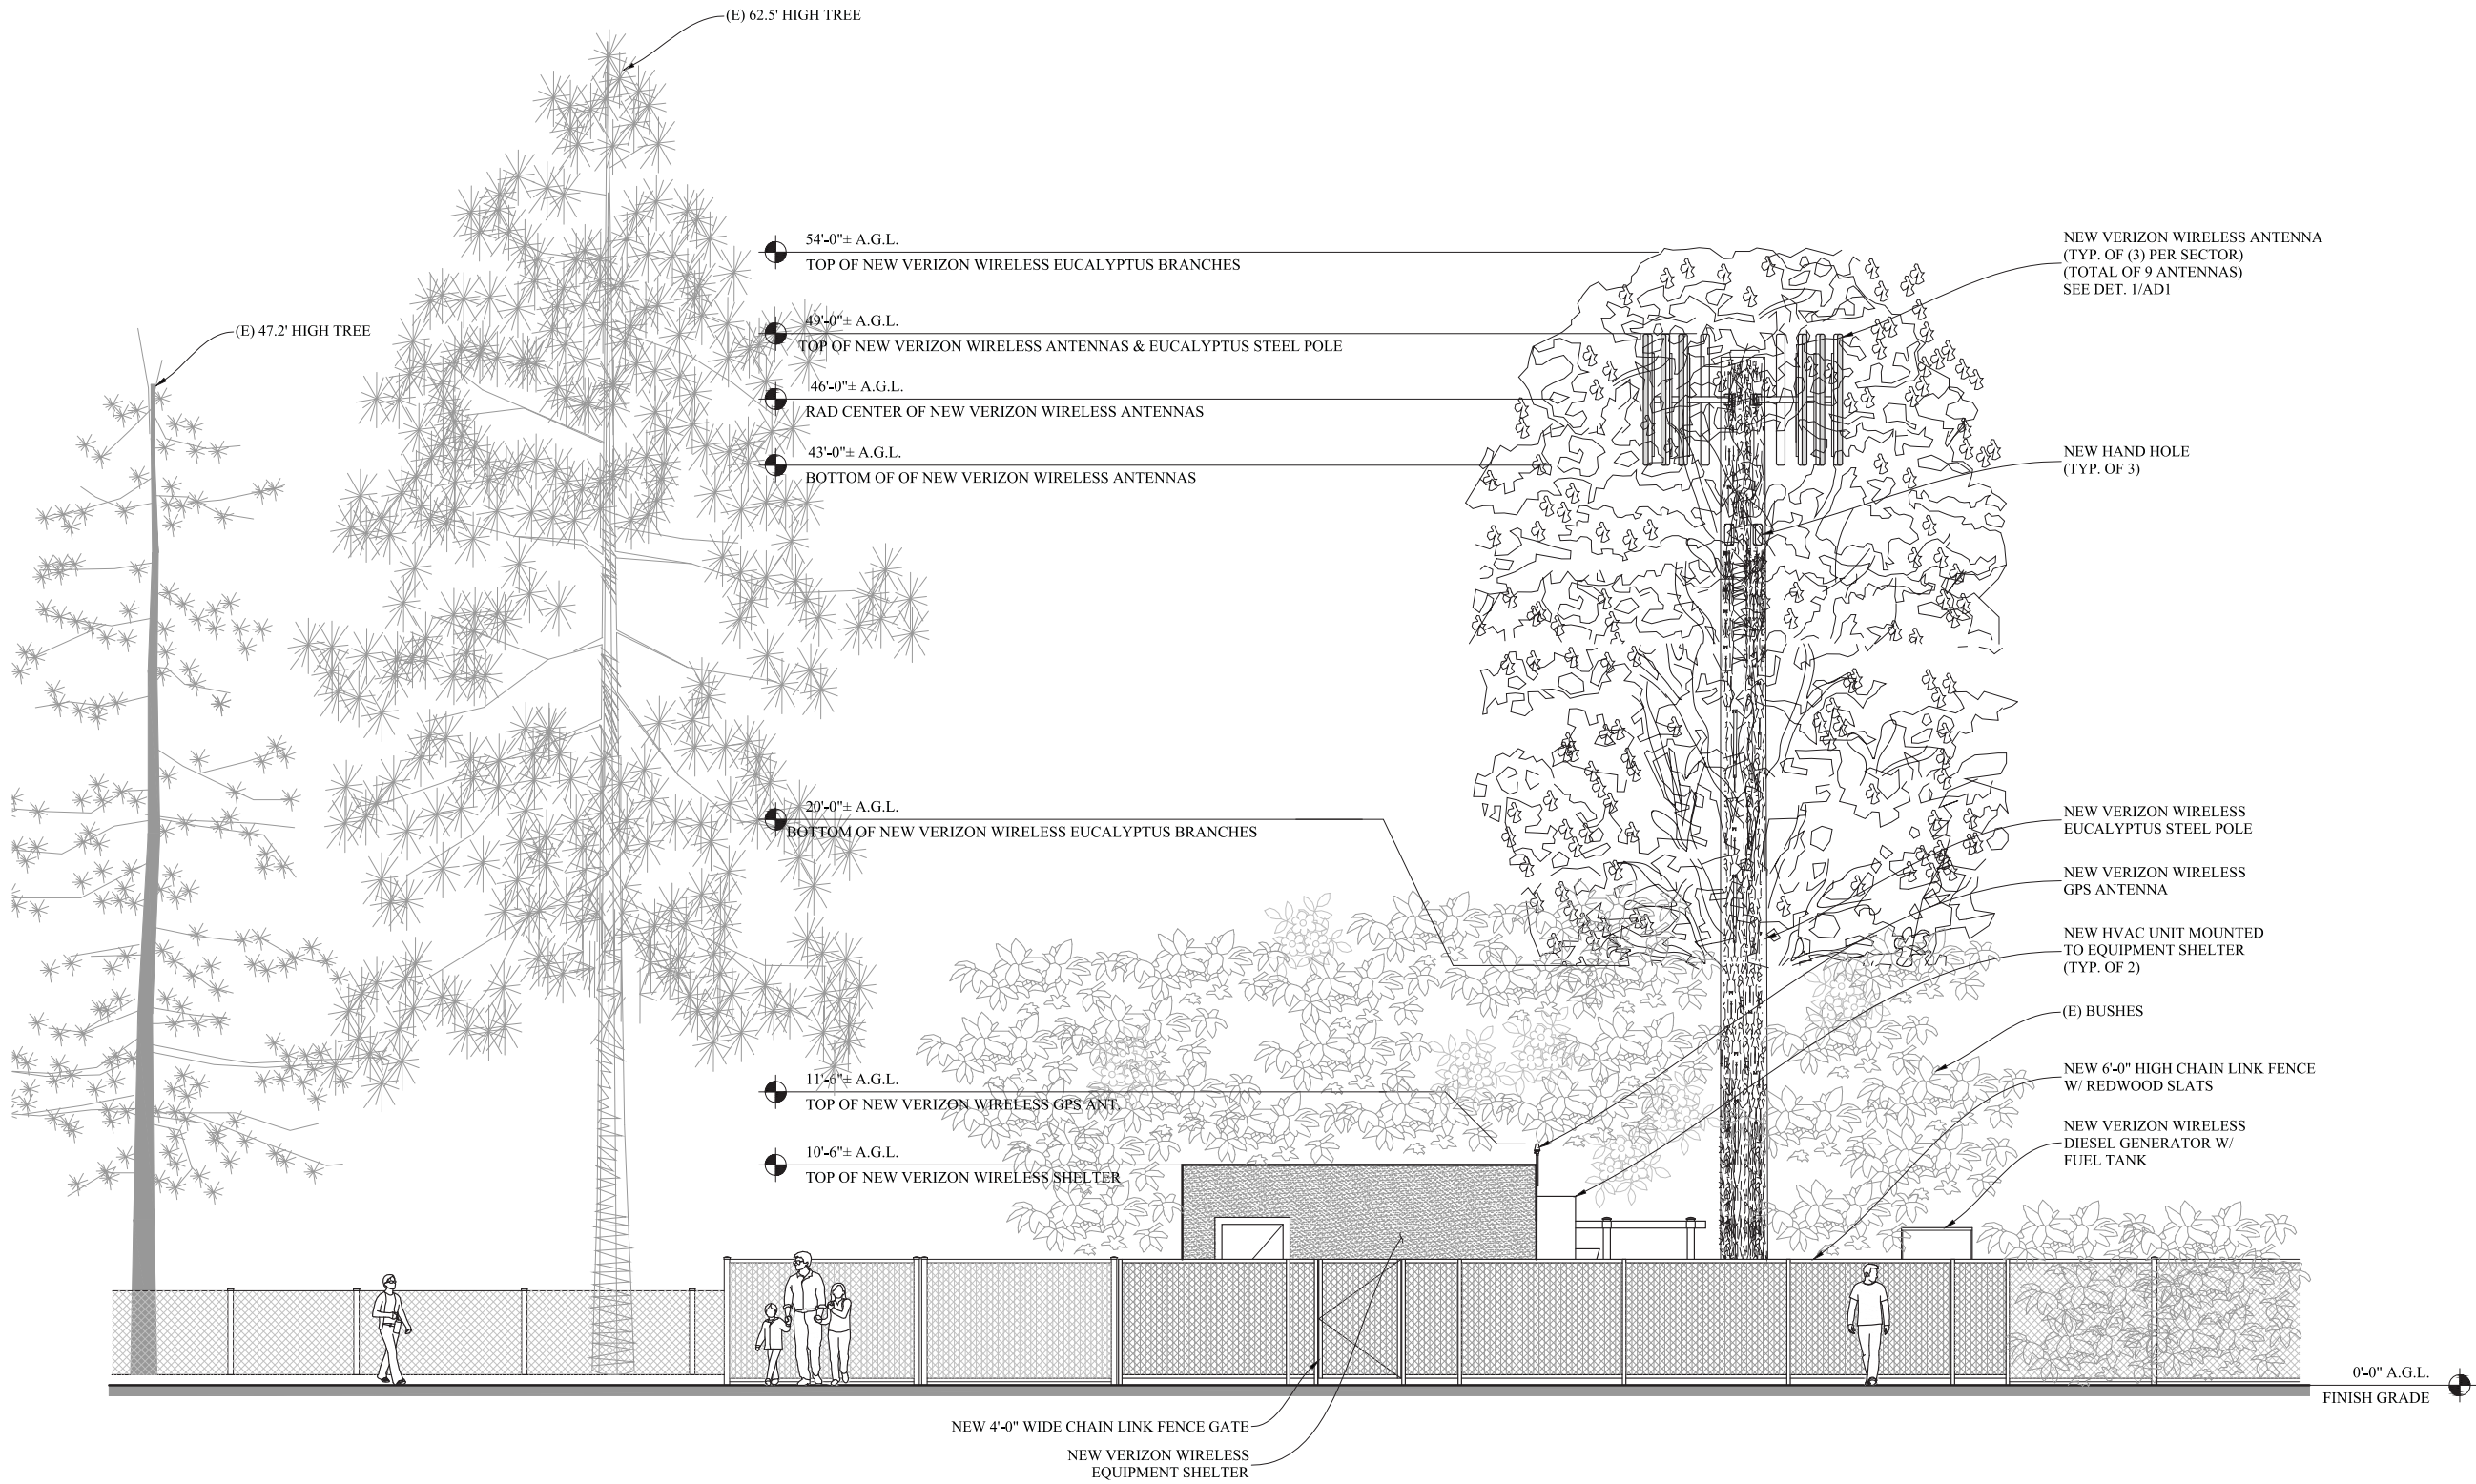 (E) 62.5' HIGH TREE
(E) 47.2' HIGH TREE
54'-0"± A.G.L.
TOP OF NEW VERIZON WIRELESS EUCALYPTUS BRANCHES
49'-0"± A.G.L.
TOP OF NEW VERIZON WIRELESS ANTENNAS & EUCALYPTUS STEEL POLE
46'-0"± A.G.L.
RAD CENTER OF NEW VERIZON WIRELESS ANTENNAS
43'-0"± A.G.L.
BOTTOM OF OF NEW VERIZON WIRELESS ANTENNAS
20'-0"± A.G.L.
BOTTOM OF NEW VERIZON WIRELESS EUCALYPTUS BRANCHES
11'-6"± A.G.L.
TOP OF NEW VERIZON WIRELESS GPS ANT.
10'-6"± A.G.L.
TOP OF NEW VERIZON WIRELESS SHELTER
NEW VERIZON WIRELESS ANTENNA
(TYP. OF (3) PER SECTOR)
(TOTAL OF 9 ANTENNAS)
SEE DET. 1/AD1
NEW HAND HOLE
(TYP. OF 3)
NEW VERIZON WIRELESS
EUCALYPTUS STEEL POLE
NEW VERIZON WIRELESS
GPS ANTENNA
NEW HVAC UNIT MOUNTED
TO EQUIPMENT SHELTER
(TYP. OF 2)
(E) BUSHES
NEW 6'-0" HIGH CHAIN LINK FENCE
W/ REDWOOD SLATS
NEW VERIZON WIRELESS
DIESEL GENERATOR W/
FUEL TANK
0'-0" A.G.L.
FINISH GRADE
NEW 4'-0" WIDE CHAIN LINK FENCE GATE
NEW VERIZON WIRELESS
EQUIPMENT SHELTER